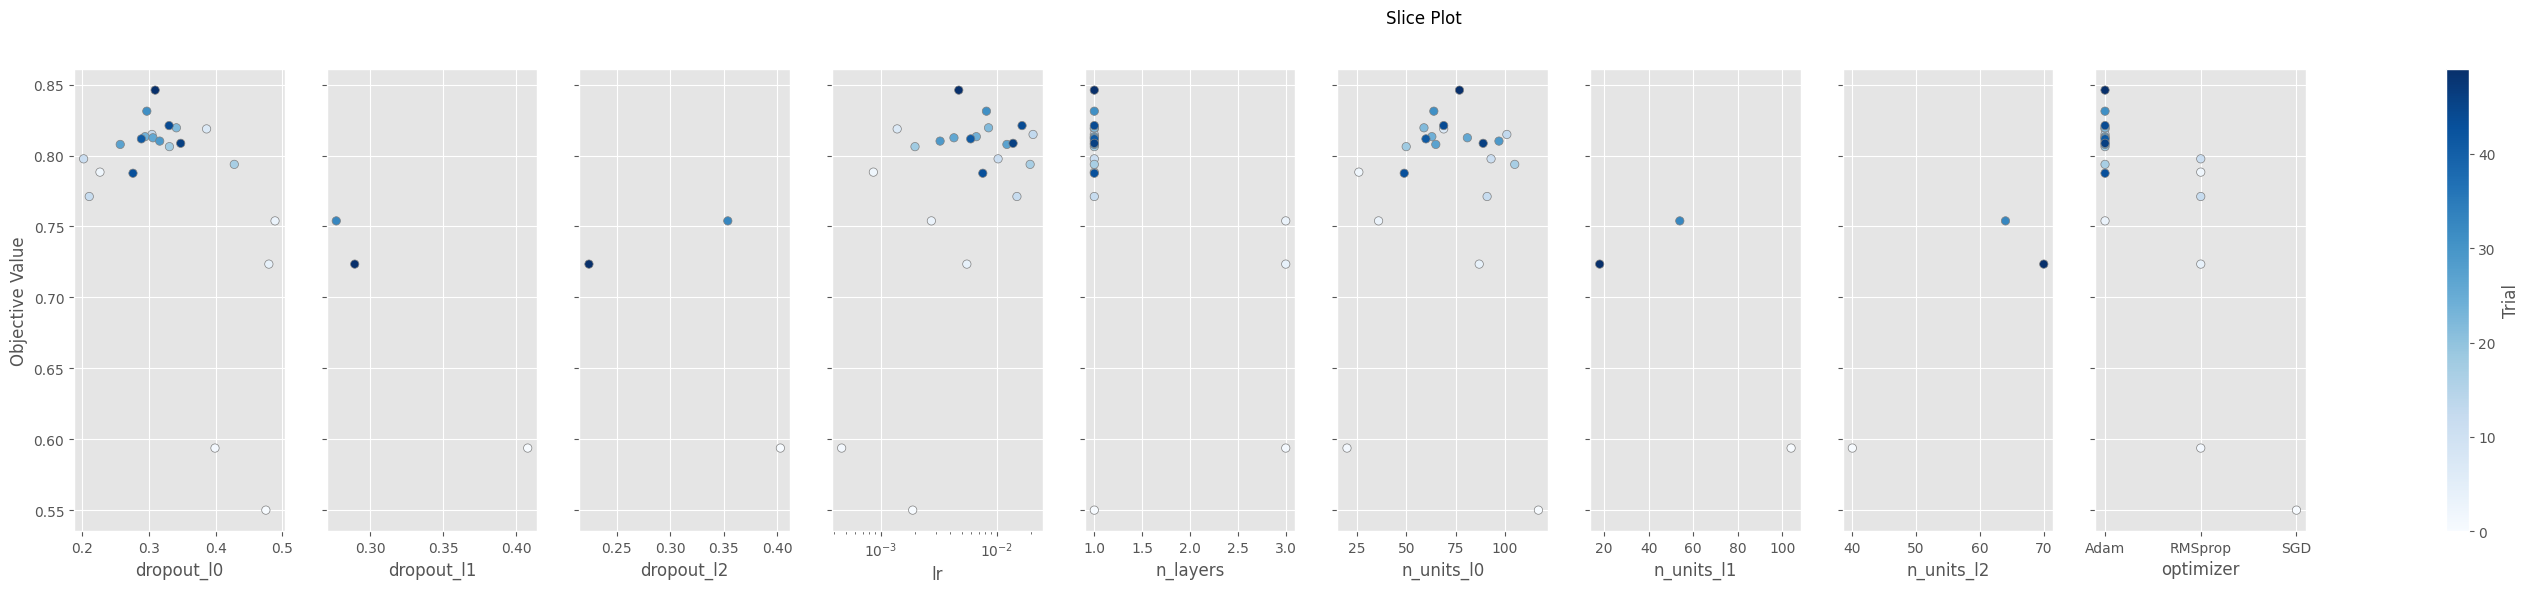 Slice Plot
Objective Value
0.85
0.80
0.75
0.70
0.65
0.60
0.55
0.2 0.3 0.4 0.5
dropout_l0
0.30 0.35 0.40
dropout_l1
0.25 0.30 0.35 0.40
dropout_l2
10⁻³ 10⁻²
lr
1.0 1.5 2.0 2.5 3.0
n_layers
25 50 75 100
n_units_l0
20 40 60 80 100
n_units_l1
40 50 60 70
n_units_l2
Adam RMSprop SGD
optimizer
40
30
20
10
0
Trial